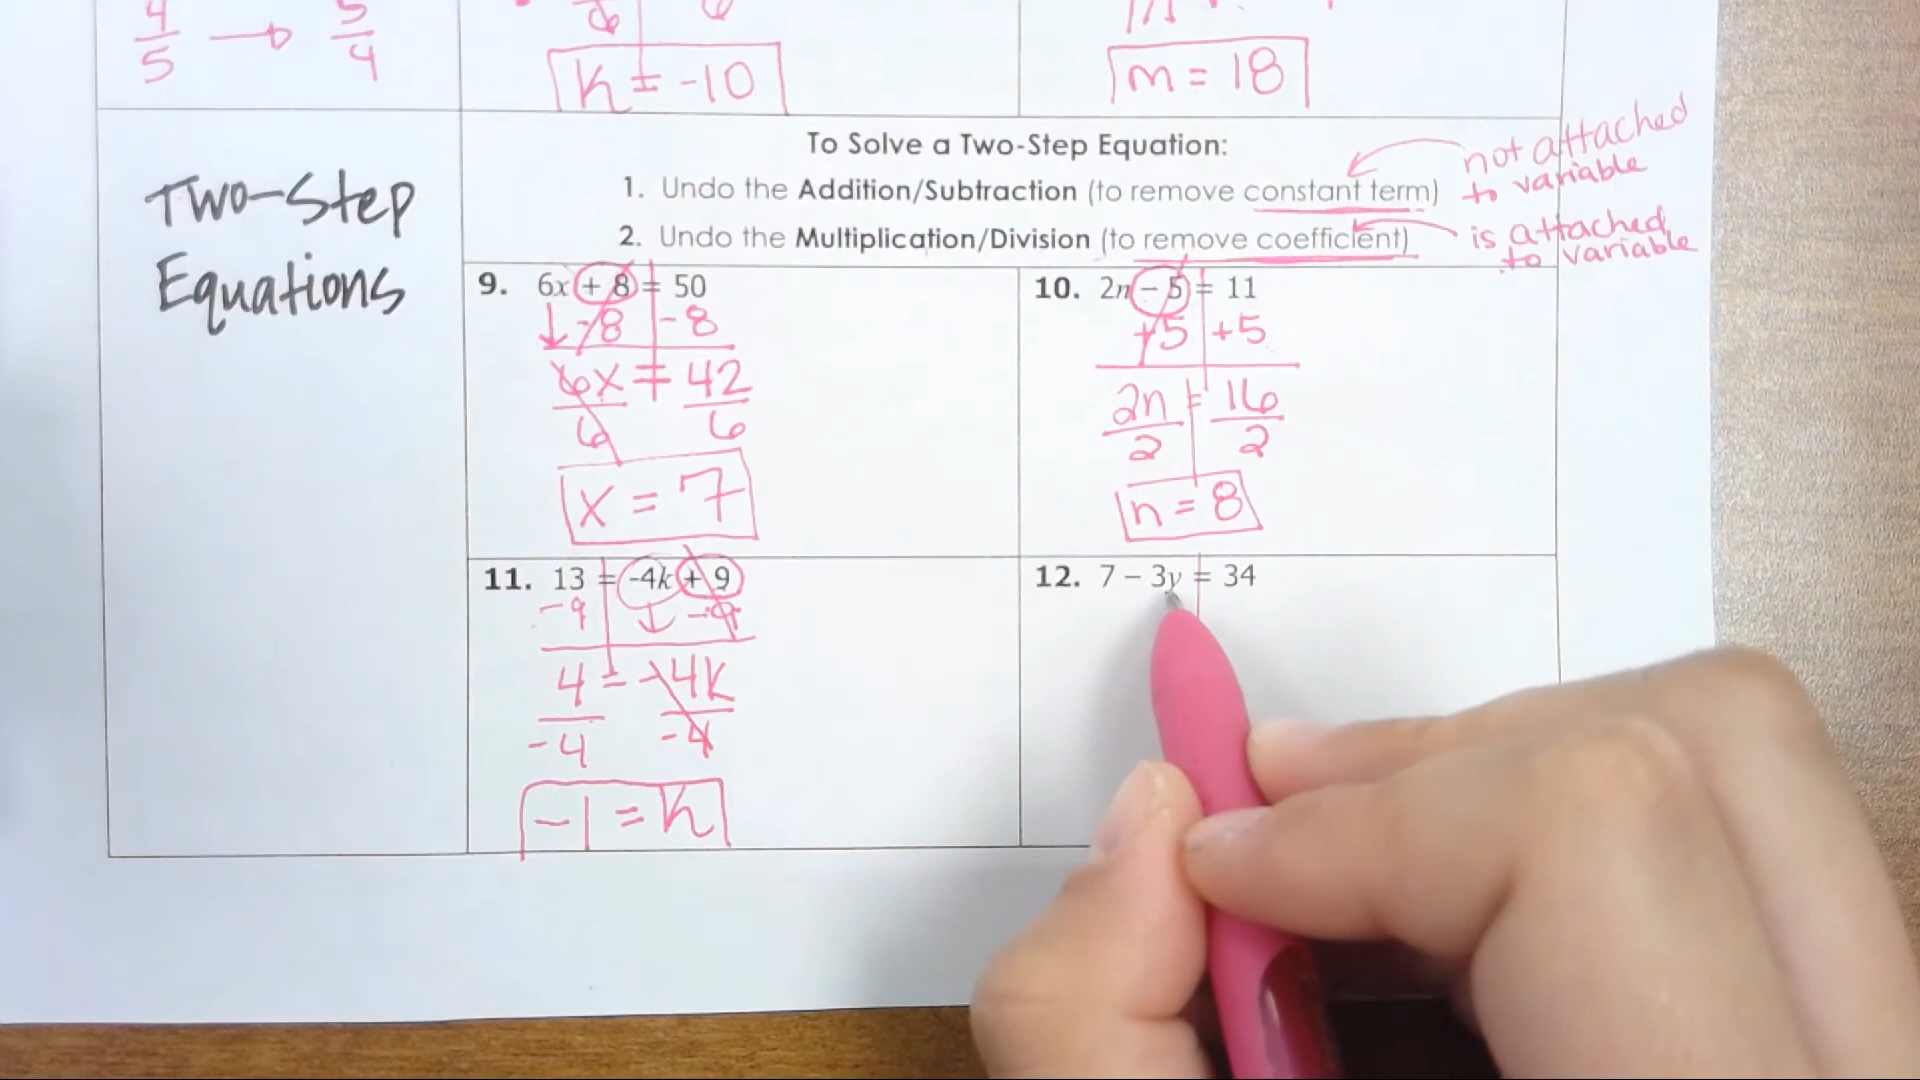 4/5 → 5/4
6 6
k = -10
m = 18
Two-Step
Equations
To Solve a Two-Step Equation:
1. Undo the Addition/Subtraction (to remove constant term)
2. Undo the Multiplication/Division (to remove coefficient)
not attached
to variable
is attached
to variable
9. 6x + 8 = 50
↓ -8 -8
6x = 42
6 6
x = 7
10. 2n – 5 = 11
+5 +5
2n = 16
2 2
n = 8
11. 13 = -4k + 9
-9 ↓ -9
4 = -4k
-4 -4
-1 = k
12. 7 – 3y = 34